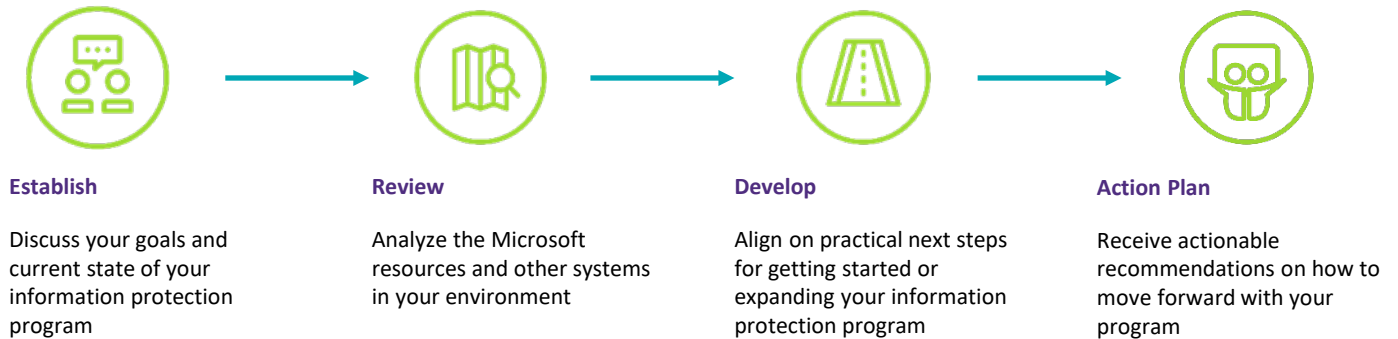 Establish
Discuss your goals and
current state of your
information protection
program
Review
Analyze the Microsoft
resources and other systems
in your environment
Develop
Align on practical next steps
for getting started or
expanding your information
protection program
Action Plan
Receive actionable
recommendations on how to
move forward with your
program